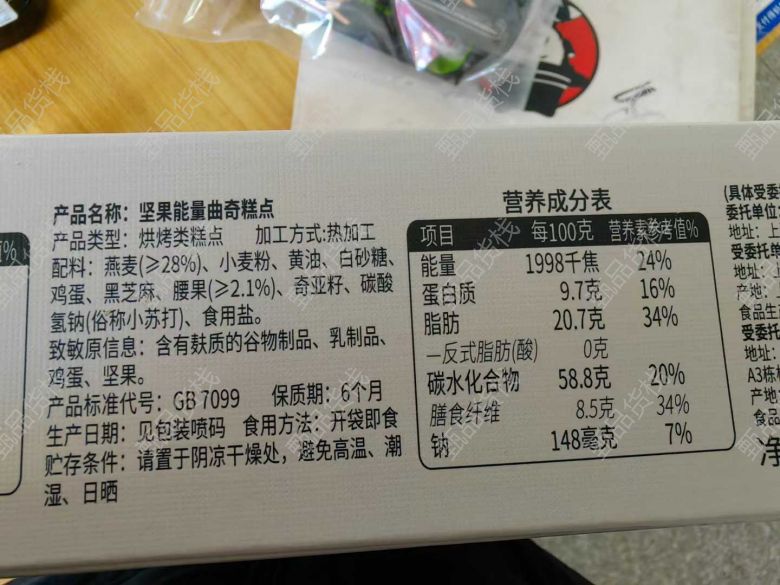 产品名称：坚果能量曲奇糕点
产品类型：烘烤类糕点 加工方式:热加工
配料：燕麦(≥28%)、小麦粉、黄油、白砂糖、
鸡蛋、黑芝麻、腰果(≥2.1%)、奇亚籽、碳酸
氢钠(俗称小苏打)、食用盐。
致敏原信息：含有麸质的谷物制品、乳制品、
鸡蛋、坚果。
产品标准代号：GB 7099 保质期：6个月
生产日期：见包装喷码 食用方法：开袋即食
贮存条件：请置于阴凉干燥处，避免高温、潮
湿、日晒
营养成分表
项目 每100克 营养素参考值%
能量 1998千焦 24%
蛋白质 9.7克 16%
脂肪 20.7克 34%
—反式脂肪(酸) 0克
碳水化合物 58.8克 20%
膳食纤维 8.5克 34%
钠 148毫克 7%
(具体受委
委托单位:
地址：上
受委托单
地址：
产地：
食品生产
受委托
地址：
A3栋
产地
食品
净
甄品货栈